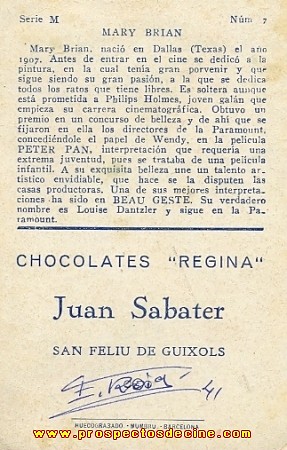 Serie M Núm 7
MARY BRIAN
Mary Brian, nació en Dallas (Texas) el año
1907. Antes de entrar en el cine se dedicó a la
pintura, en la cual tenía gran porvenir y que
sigue siendo su gran pasión, a la que se dedica
todos los ratos que tiene libres. Es soltera aunque
está prometida a Philips Holmes, joven galán que
empieza su carrera cinematográfica. Obtuvo un
premio en un concurso de belleza y de ahí que se
fijaron en ella los directores de la Paramount,
concediéndole el papel de Wendy, en la película
PETER PAN, interpretación que requería una
extrema juventud, pues se trataba de una película
infantil. A su exquisita belleza une un talento ar-
tístico envidiable, que hace se la disputen las
casas productoras. Una de sus mejores interpreta-
ciones ha sido en BEAU GESTE. Su verdadero
nombre es Louise Dantzler y sigue en la Pa-
ramount.
CHOCOLATES "REGINA"
Juan Sabater
SAN FELIU DE GUIXOLS
41
HUECOGRABADO - MUMBRU - BARCELONA
www.prospectosdecine.com